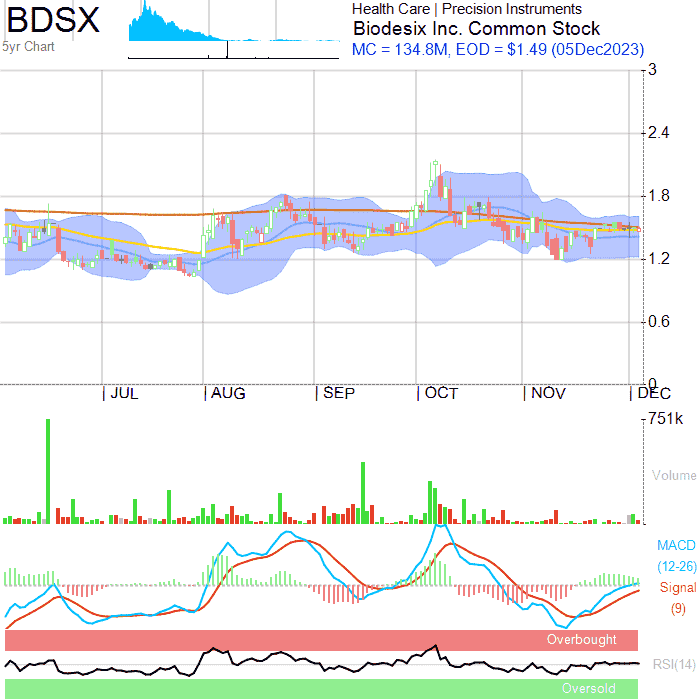 BDSX
5yr Chart
Health Care | Precision Instruments
Biodesix Inc. Common Stock
MC = 134.8M, EOD = $1.49 (05Dec2023)
3
2.4
1.8
1.2
0.6
0
JUL AUG SEP OCT NOV DEC
751k
Volume
MACD
(12-26)
Signal
(9)
Overbought
RSI(14)
Oversold